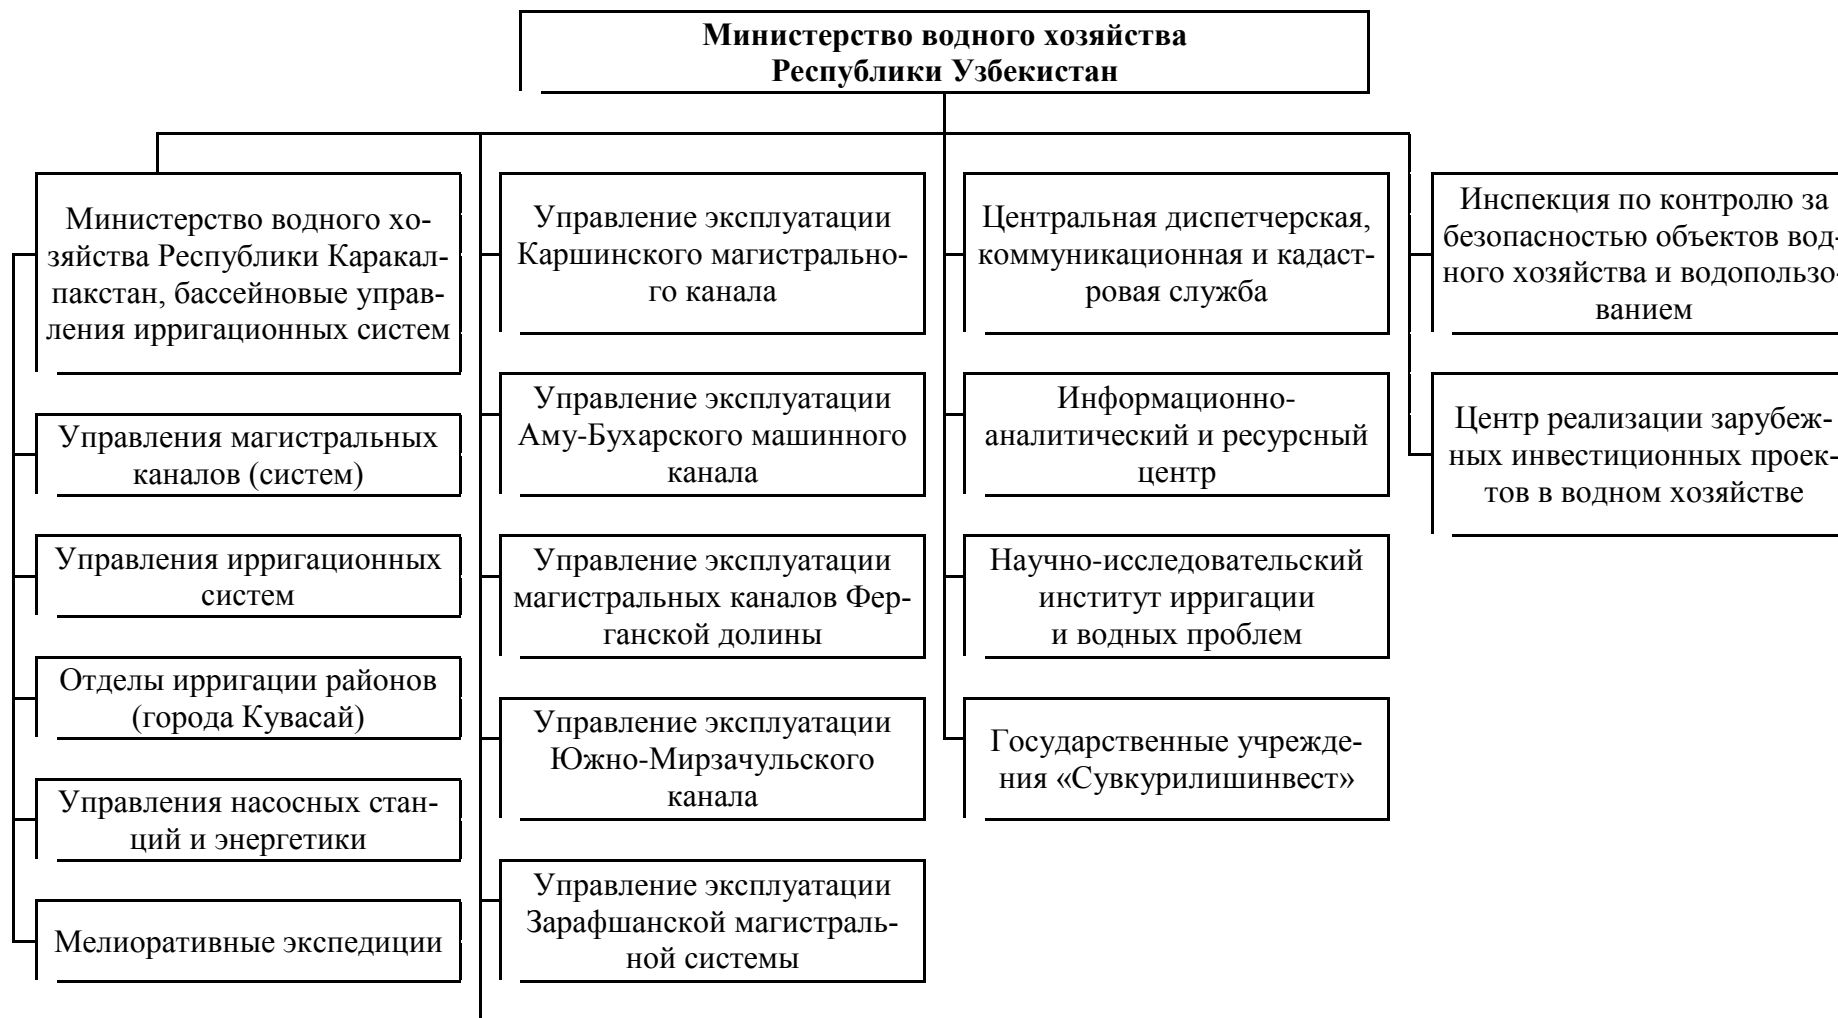 Министерство водного хозяйства
Республики Узбекистан
Министерство водного хо-
зяйства Республики Каракал-
пакстан, бассейновые управ-
ления ирригационных систем
Управления магистральных
каналов (систем)
Управления ирригационных
систем
Отделы ирригации районов
(города Кувасай)
Управления насосных стан-
ций и энергетики
Мелиоративные экспедиции
Управление эксплуатации
Каршинского магистрально-
го канала
Управление эксплуатации
Аму-Бухарского машинного
канала
Управление эксплуатации
магистральных каналов Фер-
ганской долины
Управление эксплуатации
Южно-Мирзачульского
канала
Управление эксплуатации
Зарафшанской магистраль-
ной системы
Центральная диспетчерская,
коммуникационная и кадаст-
ровая служба
Информационно-
аналитический и ресурсный
центр
Научно-исследовательский
институт ирригации
и водных проблем
Государственные учрежде-
ния «Сувкурилишинвест»
Инспекция по контролю за
безопасностью объектов вод-
ного хозяйства и водопользо-
ванием
Центр реализации зарубеж-
ных инвестиционных проек-
тов в водном хозяйстве